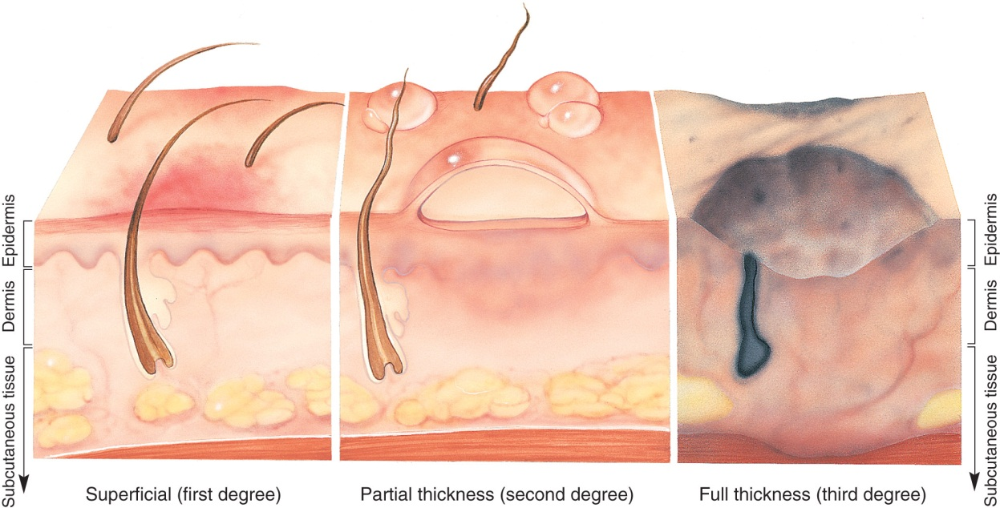 Epidermis
Dermis
Subcutaneous tissue
Epidermis
Dermis
Subcutaneous tissue
Superficial (first degree)
Partial thickness (second degree)
Full thickness (third degree)